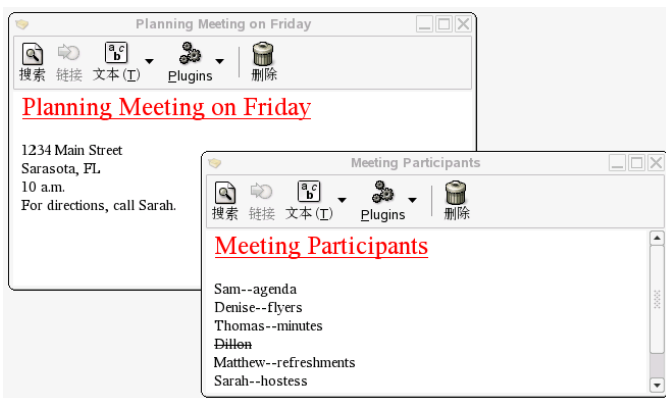 Planning Meeting on Friday
搜索 链接 文本(T) Plugins 删除
Planning Meeting on Friday
1234 Main Street
Sarasota, FL
10 a.m.
For directions, call Sarah.
Meeting Participants
搜索 链接 文本(T) Plugins 删除
Meeting Participants
Sam--agenda
Denise--flyers
Thomas--minutes
Dillon
Matthew--refreshments
Sarah--hostess